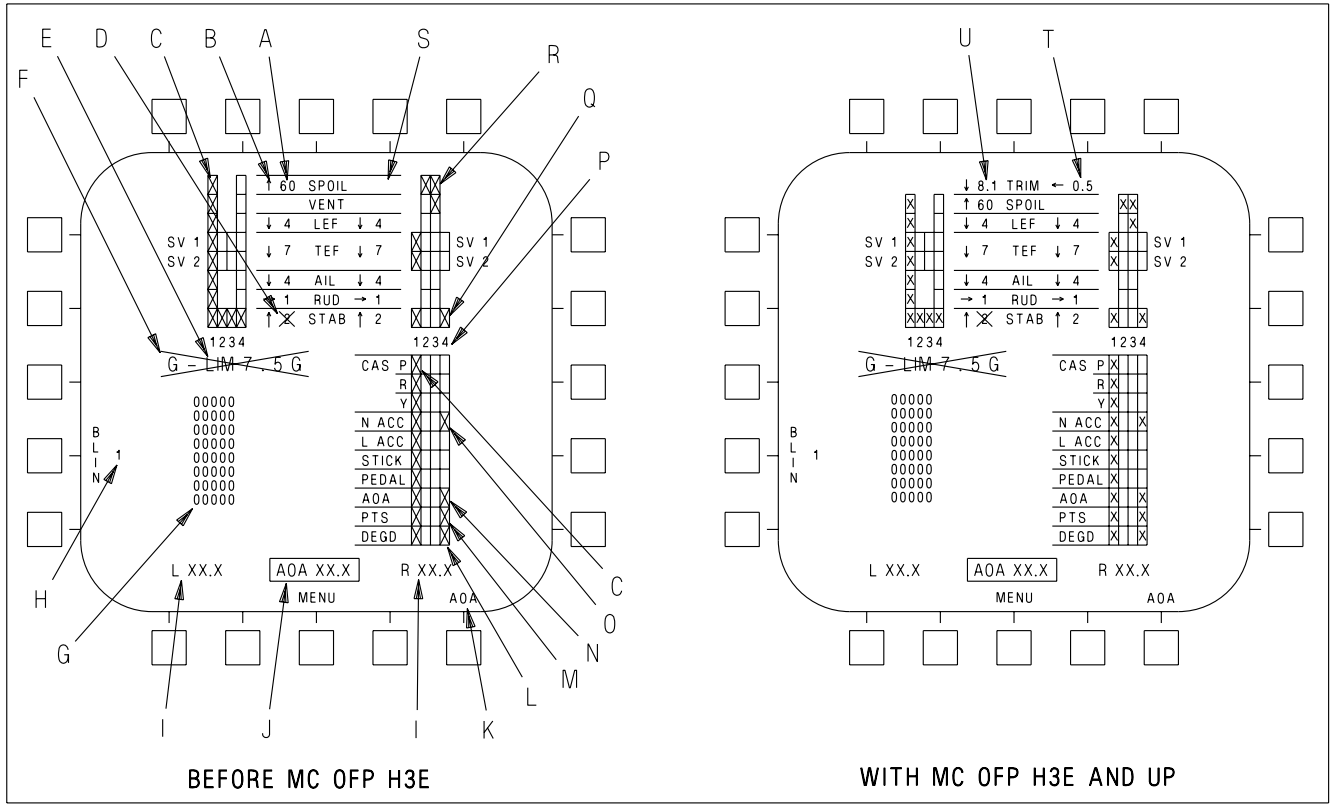 E D C B A S
F
R
Q
P
↑ 60 SPOIL
VENT
↓ 4 LEF ↓ 4
SV 1 SV 1
↓ 7 TEF ↓ 7
SV 2 SV 2
↓ 4 AIL ↓ 4
→ 1 RUD → 1
↑ 2 STAB ↑ 2
1234 1234
G - LIM 7.5 G
CAS P
R
Y
N ACC
L ACC
STICK
PEDAL
AOA
PTS
DEGD
00000
00000
00000
00000
00000
00000
00000
00000
00000
BLIN 1
L XX.X AOA XX.X R XX.X
MENU AOA
H
G
I
J
I
K
L
M
N
O
C
BEFORE MC OFP H3E
U T
↓ 8.1 TRIM ← 0.5
↑ 60 SPOIL
↓ 4 LEF ↓ 4
SV 1 SV 1
↓ 7 TEF ↓ 7
SV 2 SV 2
↓ 4 AIL ↓ 4
→ 1 RUD → 1
↑ 2 STAB ↑ 2
1234 1234
G - LIM 7.5 G
CAS P
R
Y
N ACC
L ACC
STICK
PEDAL
AOA
PTS
DEGD
00000
00000
00000
00000
00000
00000
00000
00000
00000
BLIN 1
L XX.X AOA XX.X R XX.X
MENU AOA
WITH MC OFP H3E AND UP